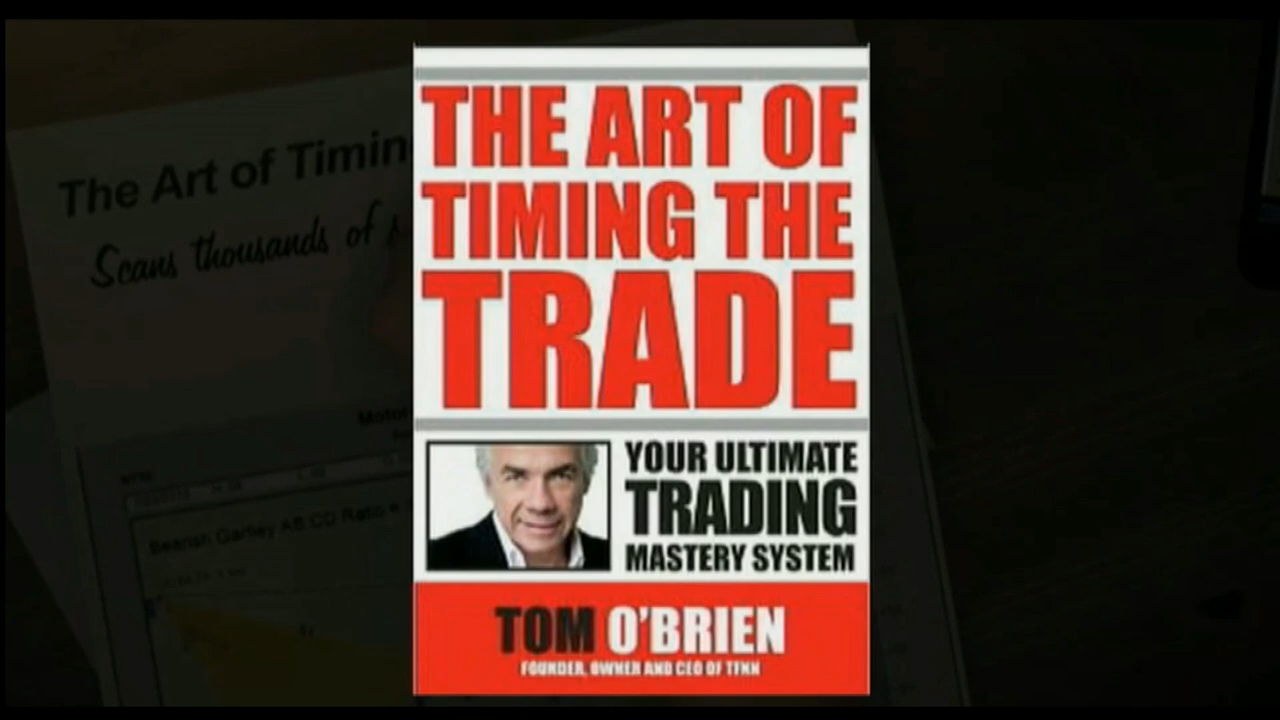 THE ART OF
TIMING THE
TRADE
YOUR ULTIMATE
TRADING
MASTERY SYSTEM
TOM O'BRIEN
FOUNDER, OWNER AND CEO OF TFNN
The Art of Timin
Scans thousands of
Bearish Gartley AB:CD Ratio